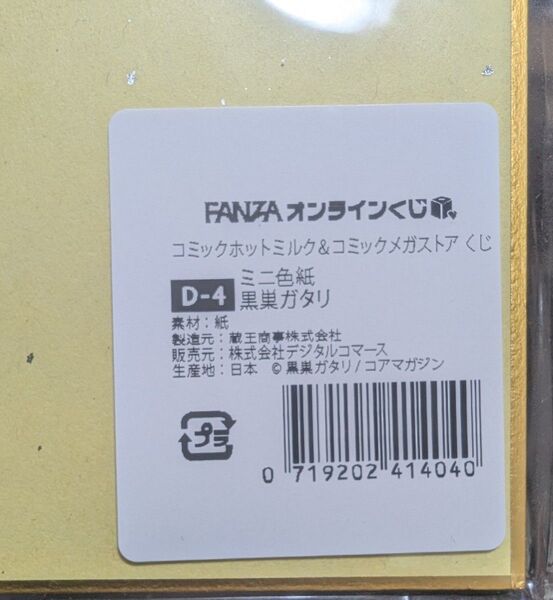 FANZA オンラインくじ
コミックホットミルク&コミックメガストア くじ
ミニ色紙
D-4 黒巣ガタリ
素材：紙
製造元：蔵王商事株式会社
販売元：株式会社デジタルコマース
生産地：日本 ©黒巣ガタリ/コアマガジン
プラ
0 719202 414040